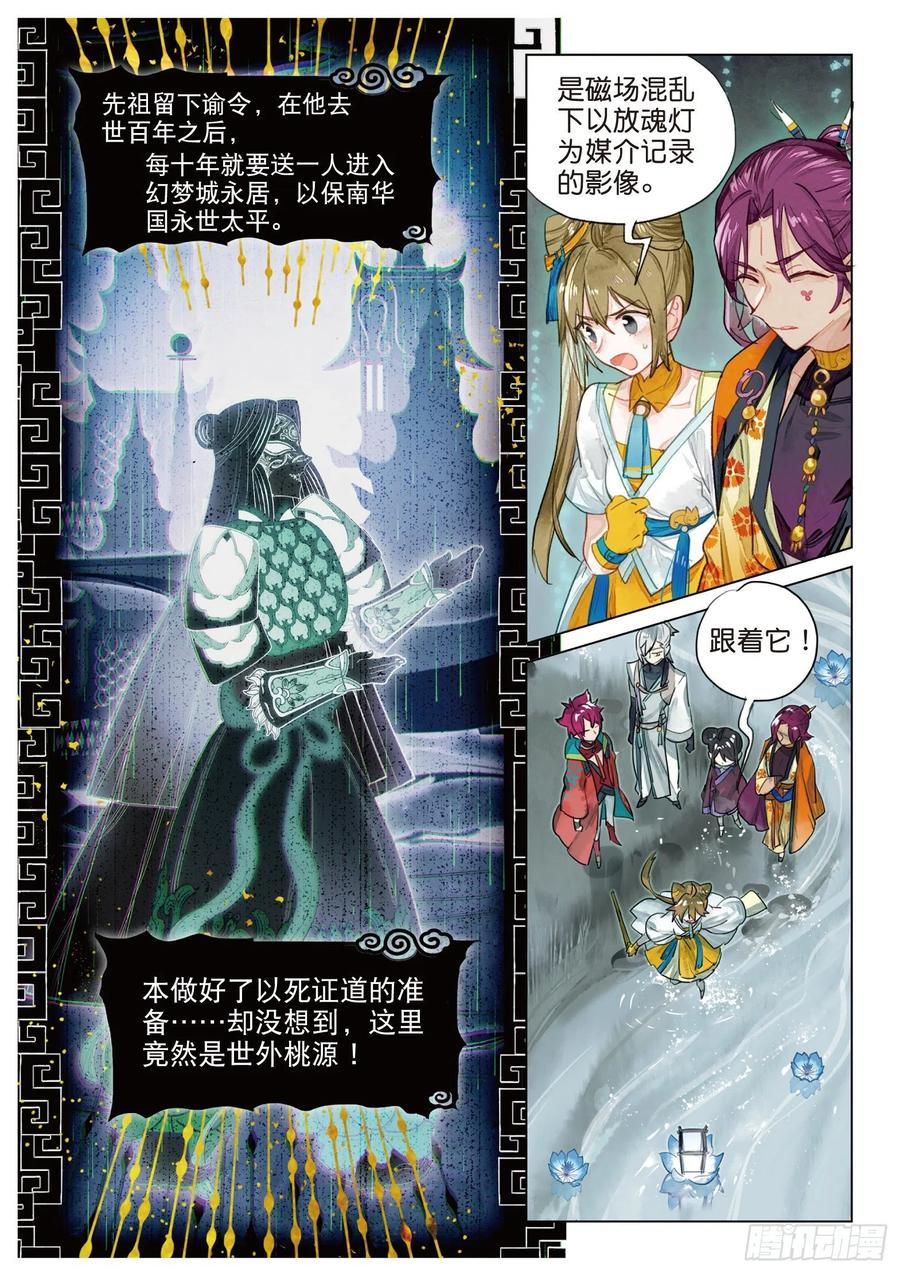 先祖留下谕令，在他去
世百年之后，
每十年就要送一人进入
幻梦城永居，以保南华
国永世太平。
是磁场混乱
下以放魂灯
为媒介记录
的影像。
跟着它！
本做好了以死证道的准
备……却没想到，这里
竟然是世外桃源！
腾讯动漫